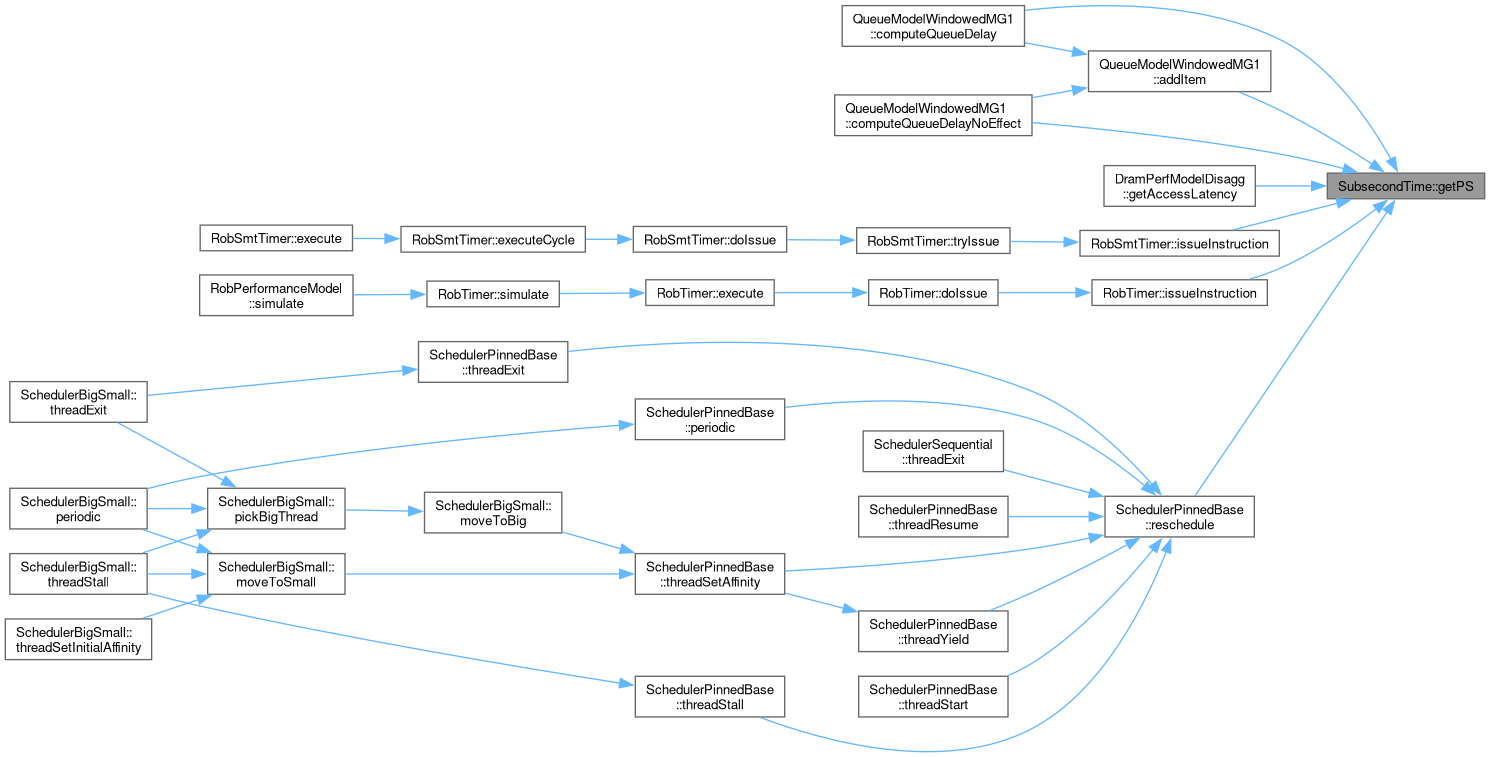 QueueModelWindowedMG1
::computeQueueDelay
QueueModelWindowedMG1
::addItem
QueueModelWindowedMG1
::computeQueueDelayNoEffect
DramPerfModelDisagg
::getAccessLatency
SubsecondTime::getPS
RobSmtTimer::execute
RobSmtTimer::executeCycle
RobSmtTimer::doIssue
RobSmtTimer::tryIssue
RobSmtTimer::issueInstruction
RobPerformanceModel
::simulate
RobTimer::simulate
RobTimer::execute
RobTimer::doIssue
RobTimer::issueInstruction
SchedulerPinnedBase
::threadExit
SchedulerBigSmall::
threadExit
SchedulerPinnedBase
::periodic
SchedulerSequential
::threadExit
SchedulerBigSmall::
periodic
SchedulerBigSmall::
pickBigThread
SchedulerBigSmall::
moveToBig
SchedulerPinnedBase
::threadResume
SchedulerPinnedBase
::reschedule
SchedulerBigSmall::
threadStall
SchedulerBigSmall::
moveToSmall
SchedulerPinnedBase
::threadSetAffinity
SchedulerBigSmall::
threadSetInitialAffinity
SchedulerPinnedBase
::threadYield
SchedulerPinnedBase
::threadStall
SchedulerPinnedBase
::threadStart